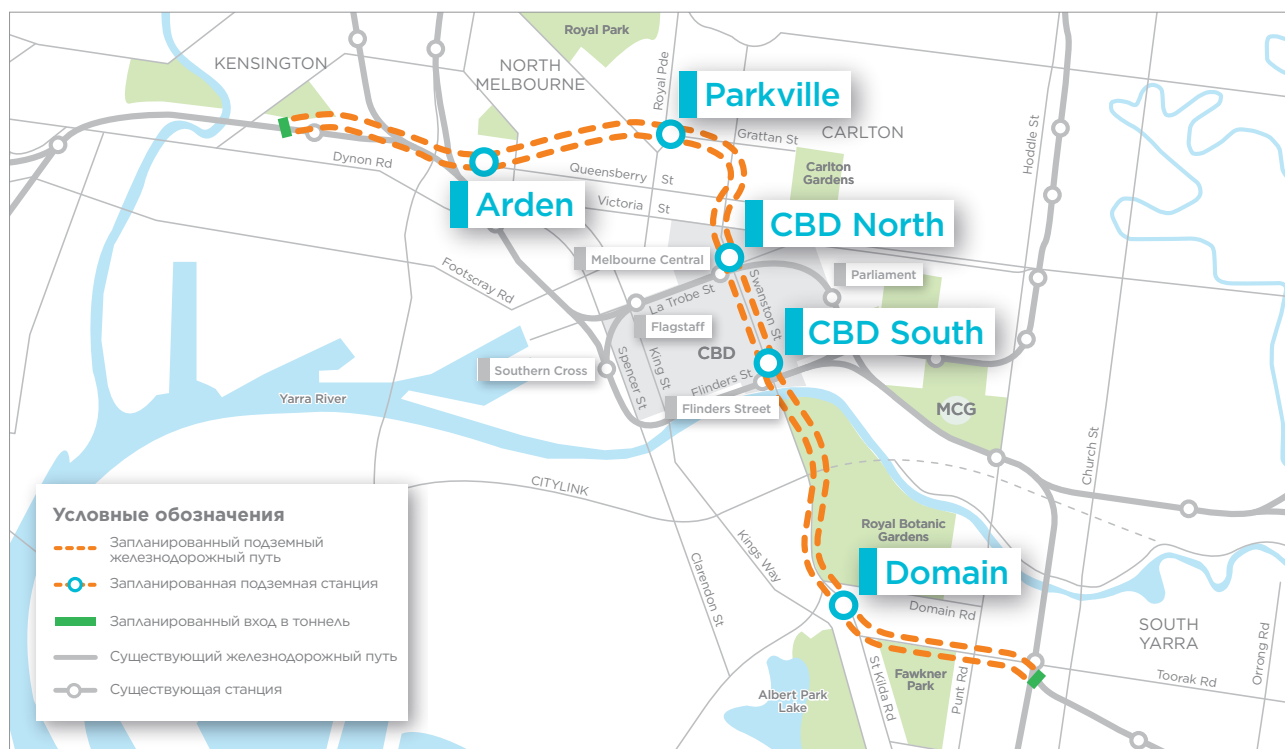 Royal Park
KENSINGTON
NORTH
MELBOURNE
Royal Pde
Parkville
Grattan St
CARLTON
Hoddle St
Dynon Rd
Queensberry St
Carlton
Gardens
Arden
Victoria St
CBD North
Melbourne Central
Parliament
Footscray Rd
La Trobe St
Swanston St
Flagstaff
CBD
CBD South
Southern Cross
Spencer St
King St
Flinders St
Flinders Street
Yarra River
MCG
Church St
CITYLINK
Условные обозначения
Запланированный подземный
железнодорожный путь
Запланированная подземная станция
Запланированный вход в тоннель
Существующий железнодорожный путь
Существующая станция
Royal Botanic
Gardens
Kings Way
Clarendon St
Domain
Domain Rd
SOUTH
YARRA
St Kilda Rd
Fawkner
Park
Punt Rd
Toorak Rd
Orrong Rd
Albert Park
Lake